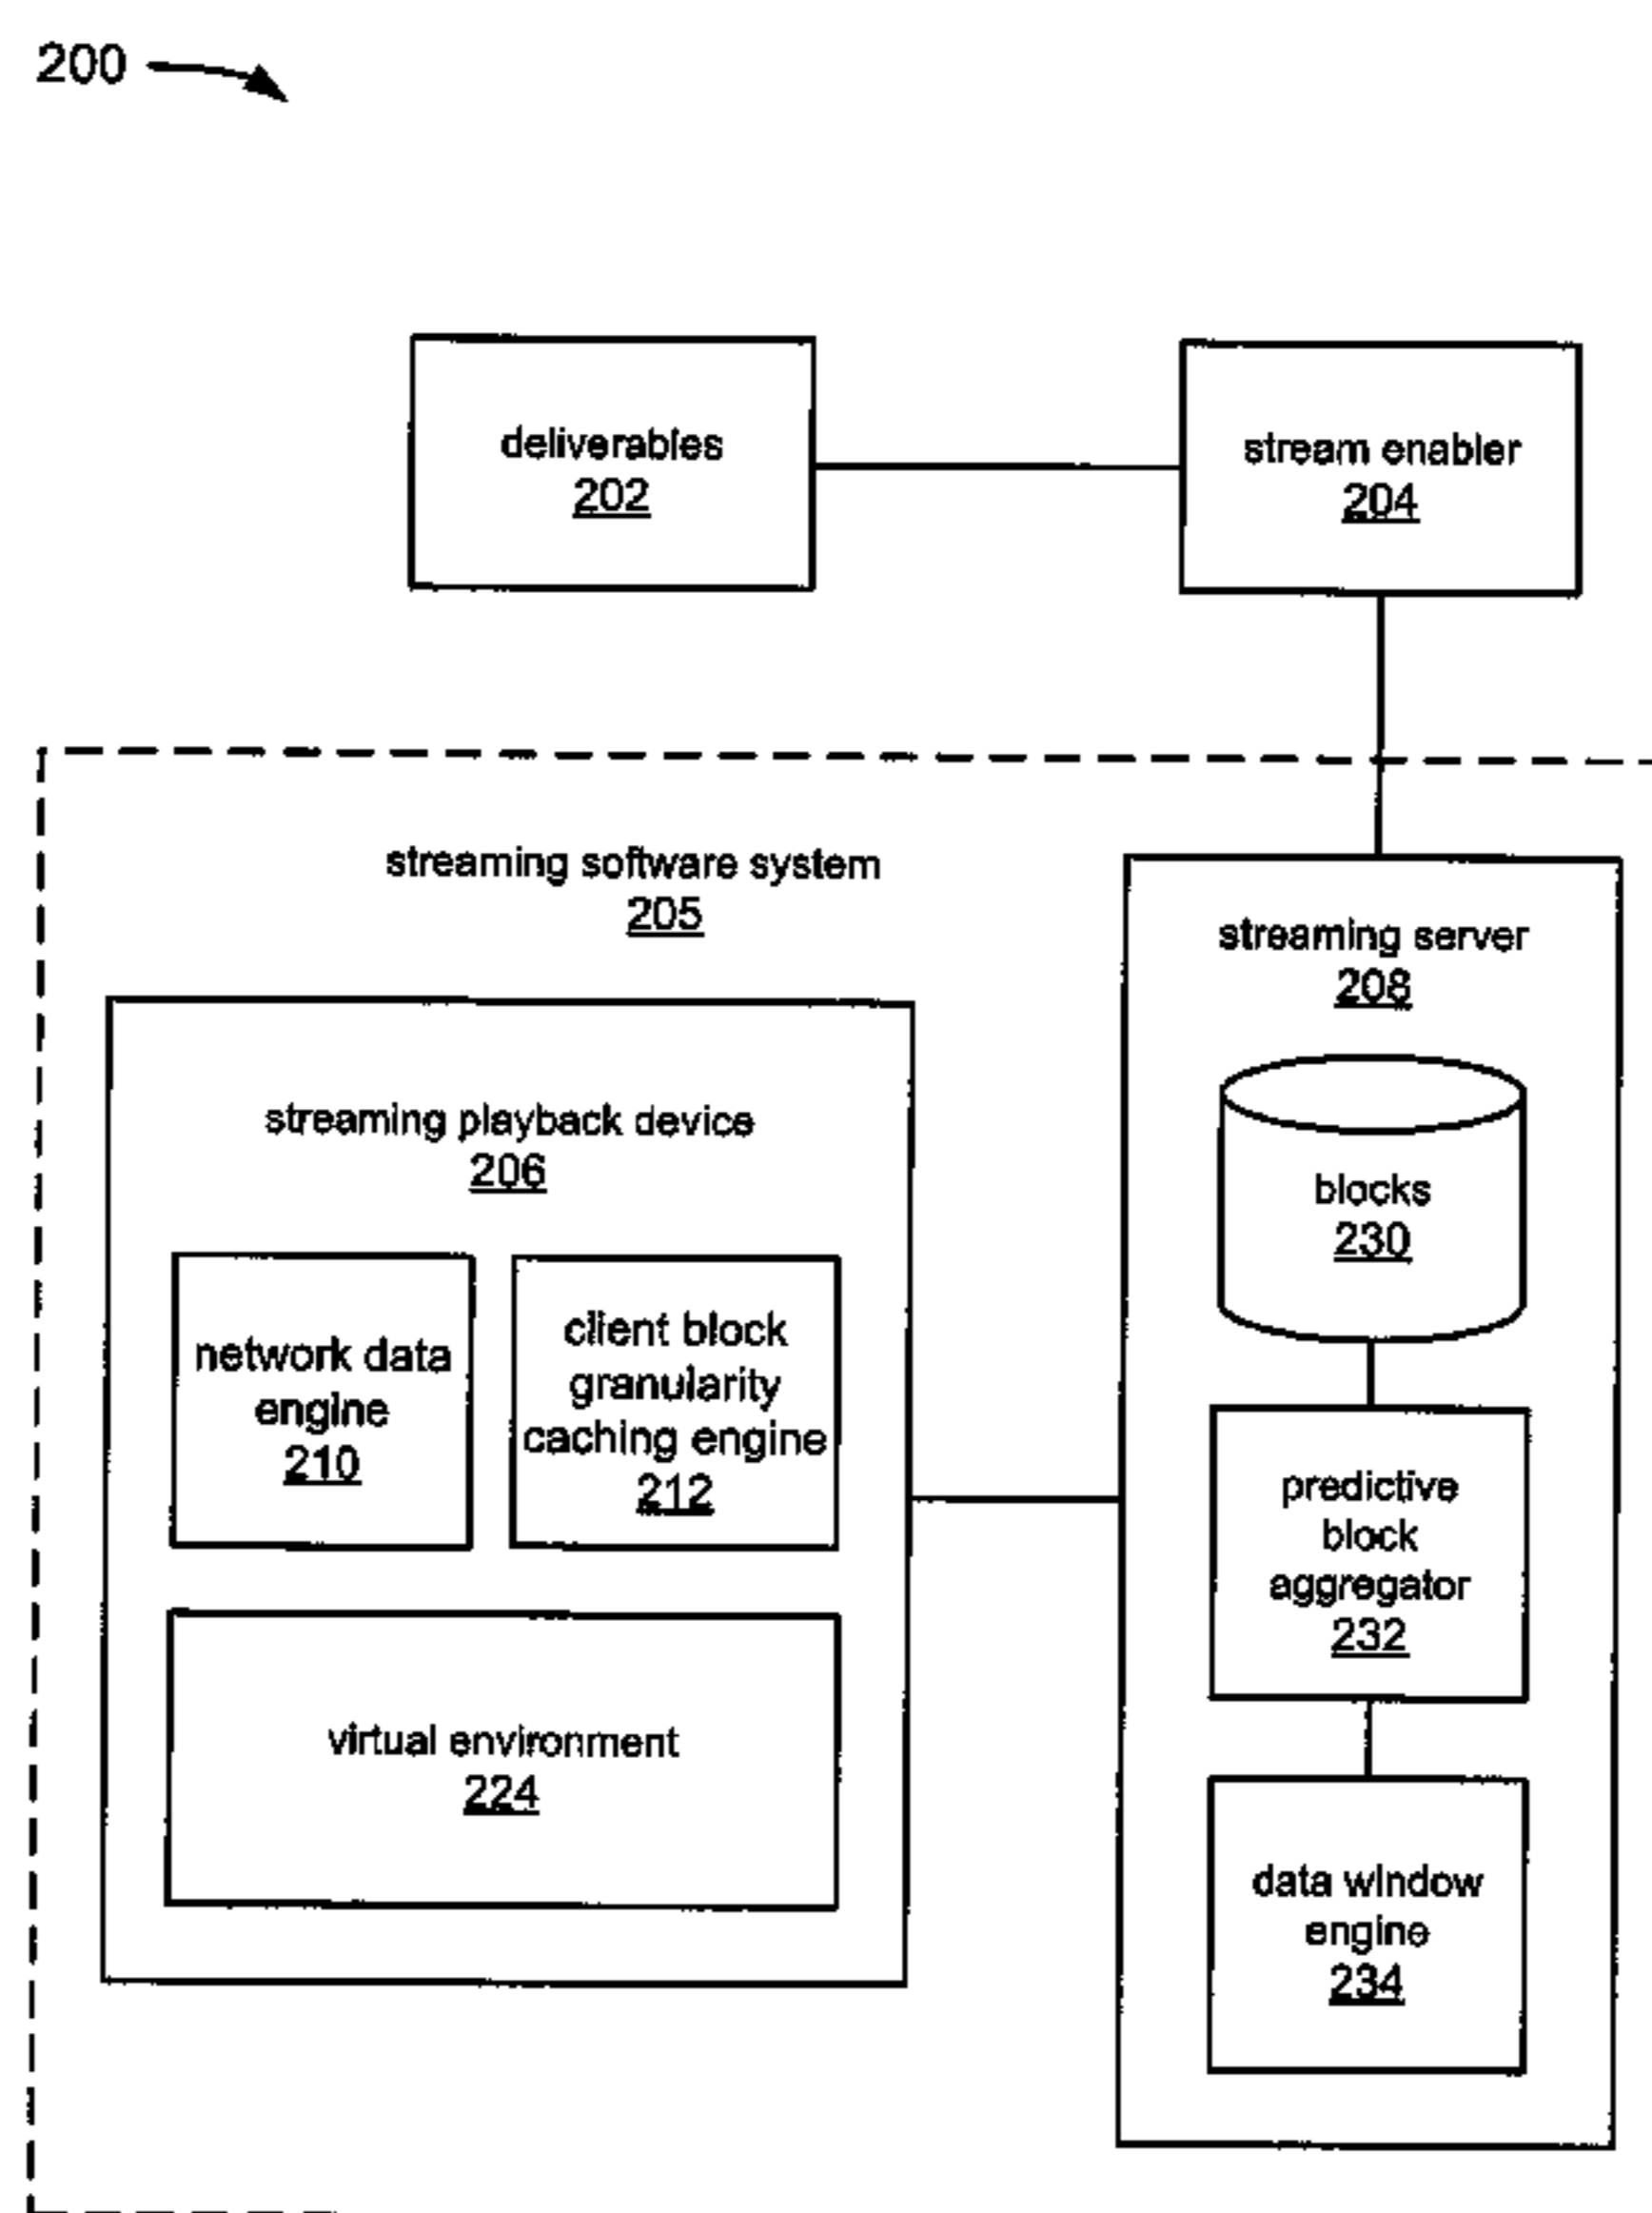 200
deliverables
202
stream enabler
204
streaming software system
205
streaming server
208
streaming playback device
206
blocks
230
network data
engine
210
client block
granularity
caching engine
212
predictive
block
aggregator
232
virtual environment
224
data window
engine
234